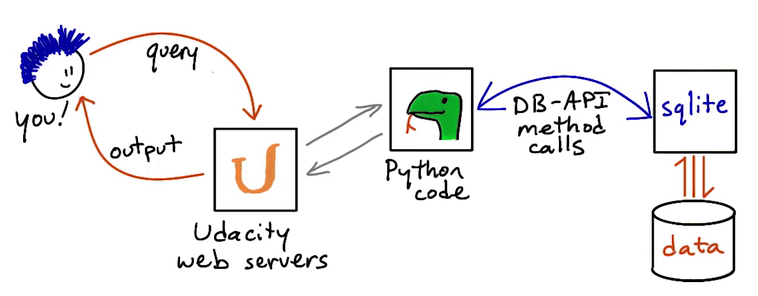 query
you!
output
U
Udacity
web servers
Python
code
DB-API
method
calls
sqlite
data